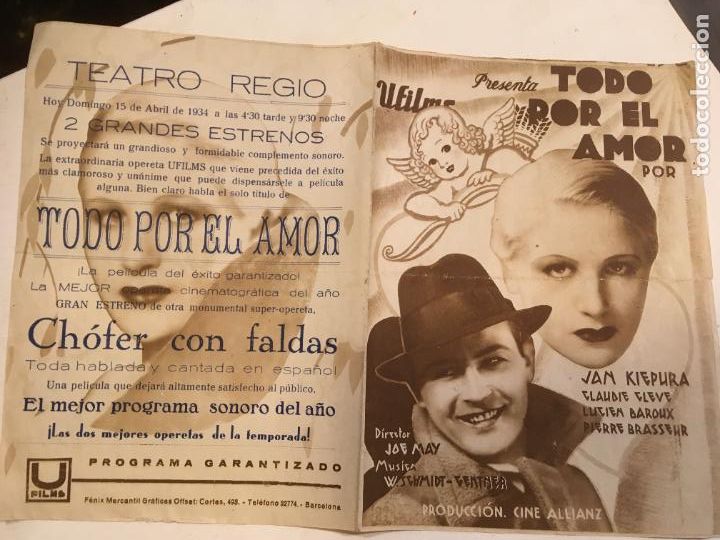 TEATRO REGIO
Hoy Domingo 15 de Abril de 1934 a las 4'30 tarde y 9'30 noche
2 GRANDES ESTRENOS
Se proyectará un grandioso y formidable complemento sonoro.
La extraordinaria opereta UFILMS que viene precedida del éxito
más clamoroso y unánime que puede dispensársele a película
alguna. Bien claro habla el solo título de
TODO POR EL AMOR
¡La película del éxito garantizado!
La MEJOR opereta cinematográfica del año
GRAN ESTRENO de otra monumental super-opereta,
Chófer con faldas
Toda hablada y cantada en español
Una película que dejará altamente satisfecho al público.
El mejor programa sonoro del año
¡Las dos mejores operetas de la temporada!
U
FILMS
PROGRAMA GARANTIZADO
Fénix Mercantil Gráficas Offset: Cortes, 498. - Teléfono 32774. - Barcelona
Ufilms Presenta TODO
POR EL
AMOR
POR
JAN KIEPURA
CLAUDIE CLEVE
LUCIEN BAROUX
PIERRE BRASSEUR
Director
JOE MAY
Musica
W. SCHMIDT-GENTNER
PRODUCCIÓN. CINE ALLIANZ
todocoleccion.net